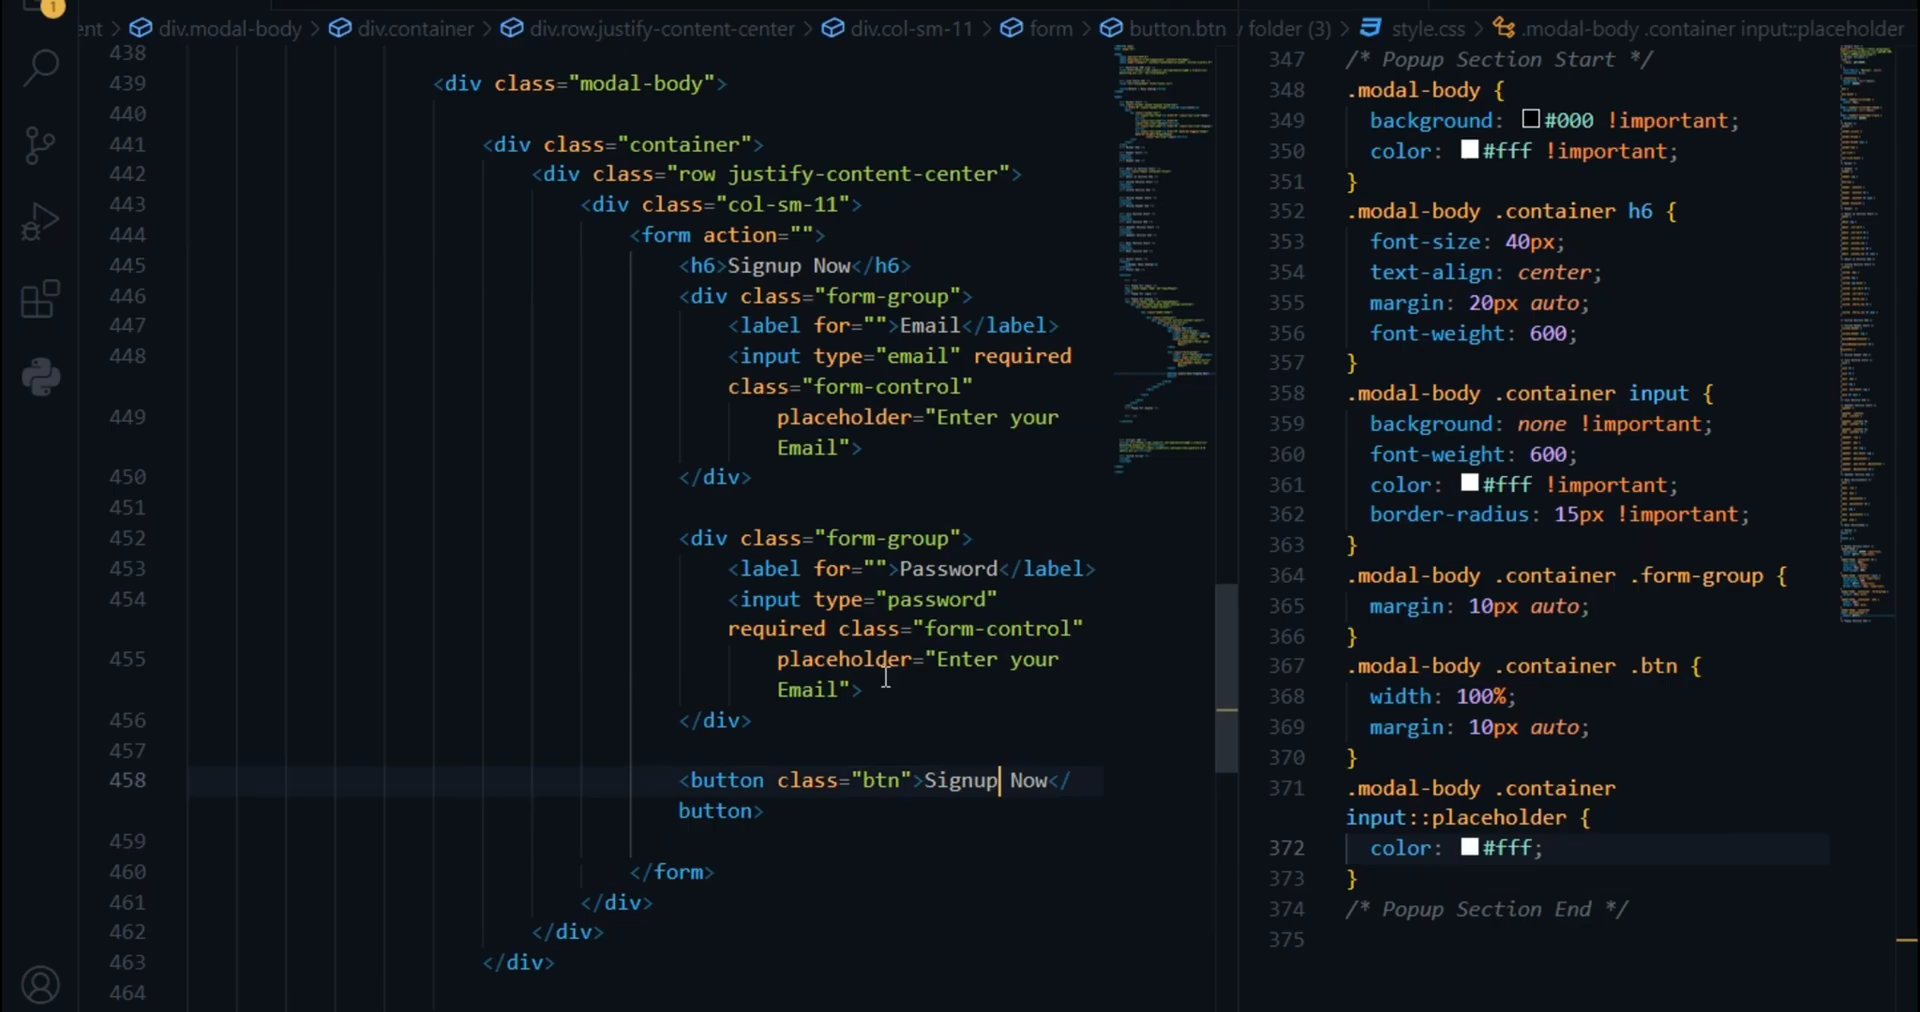 1
ent > div.modal-body > div.container > div.row.justify-content-center > div.col-sm-11 > form > button.btn
438
439 <div class="modal-body">
440
441 <div class="container">
442 <div class="row justify-content-center">
443 <div class="col-sm-11">
444 <form action="">
445 <h6>Signup Now</h6>
446 <div class="form-group">
447 <label for="">Email</label>
448 <input type="email" required
class="form-control"
449 placeholder="Enter your
Email">
450 </div>
451
452 <div class="form-group">
453 <label for="">Password</label>
454 <input type="password"
required class="form-control"
455 placeholder="Enter your
Email">
456 </div>
457
458 <button class="btn">Signup Now</
button>
459
460 </form>
461 </div>
462 </div>
463 </div>
464
folder (3) > style.css > .modal-body .container input::placeholder
347 /* Popup Section Start */
348 .modal-body {
349 background: #000 !important;
350 color: #fff !important;
351 }
352 .modal-body .container h6 {
353 font-size: 40px;
354 text-align: center;
355 margin: 20px auto;
356 font-weight: 600;
357 }
358 .modal-body .container input {
359 background: none !important;
360 font-weight: 600;
361 color: #fff !important;
362 border-radius: 15px !important;
363 }
364 .modal-body .container .form-group {
365 margin: 10px auto;
366 }
367 .modal-body .container .btn {
368 width: 100%;
369 margin: 10px auto;
370 }
371 .modal-body .container
input::placeholder {
372 color: #fff;
373 }
374 /* Popup Section End */
375